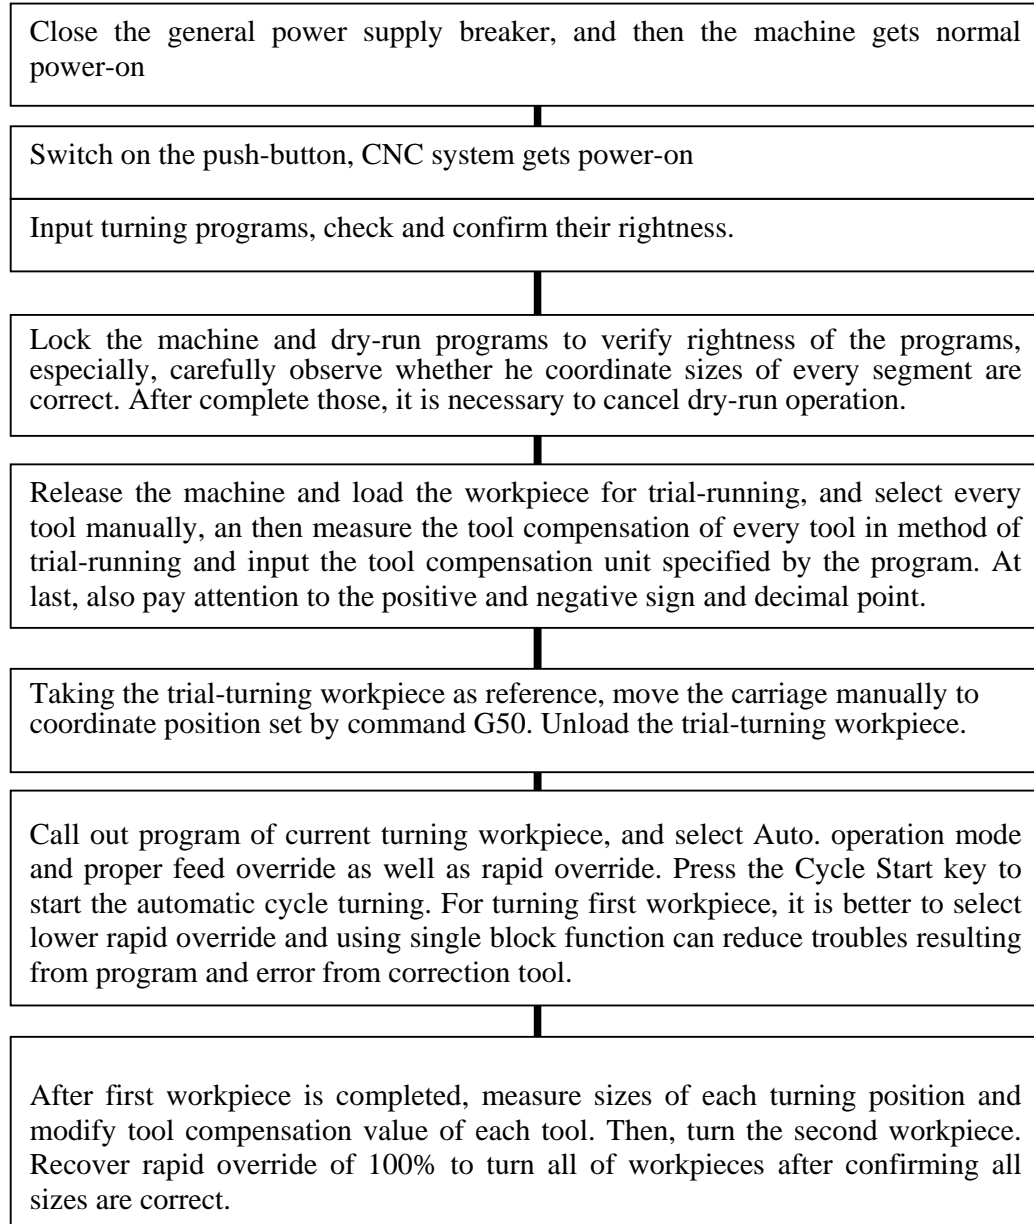 Close the general power supply breaker, and then the machine gets normal
power-on
Switch on the push-button, CNC system gets power-on
Input turning programs, check and confirm their rightness.
Lock the machine and dry-run programs to verify rightness of the programs,
especially, carefully observe whether he coordinate sizes of every segment are
correct. After complete those, it is necessary to cancel dry-run operation.
Release the machine and load the workpiece for trial-running, and select every
tool manually, an then measure the tool compensation of every tool in method of
trial-running and input the tool compensation unit specified by the program. At
last, also pay attention to the positive and negative sign and decimal point.
Taking the trial-turning workpiece as reference, move the carriage manually to
coordinate position set by command G50. Unload the trial-turning workpiece.
Call out program of current turning workpiece, and select Auto. operation mode
and proper feed override as well as rapid override. Press the Cycle Start key to
start the automatic cycle turning. For turning first workpiece, it is better to select
lower rapid override and using single block function can reduce troubles resulting
from program and error from correction tool.
After first workpiece is completed, measure sizes of each turning position and
modify tool compensation value of each tool. Then, turn the second workpiece.
Recover rapid override of 100% to turn all of workpieces after confirming all
sizes are correct.